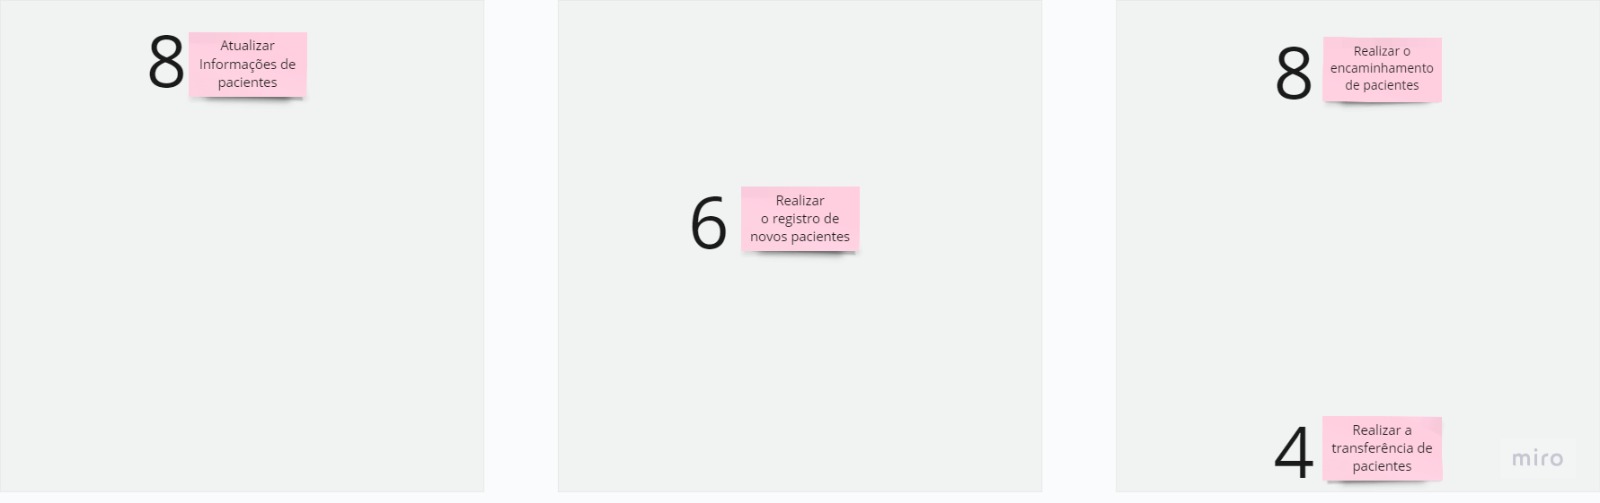 8
Atualizar
Informações de
pacientes
6
Realizar
o registro de
novos pacientes
8
Realizar o
encaminhamento
de pacientes
4
Realizar a
transferência de
pacientes
miro